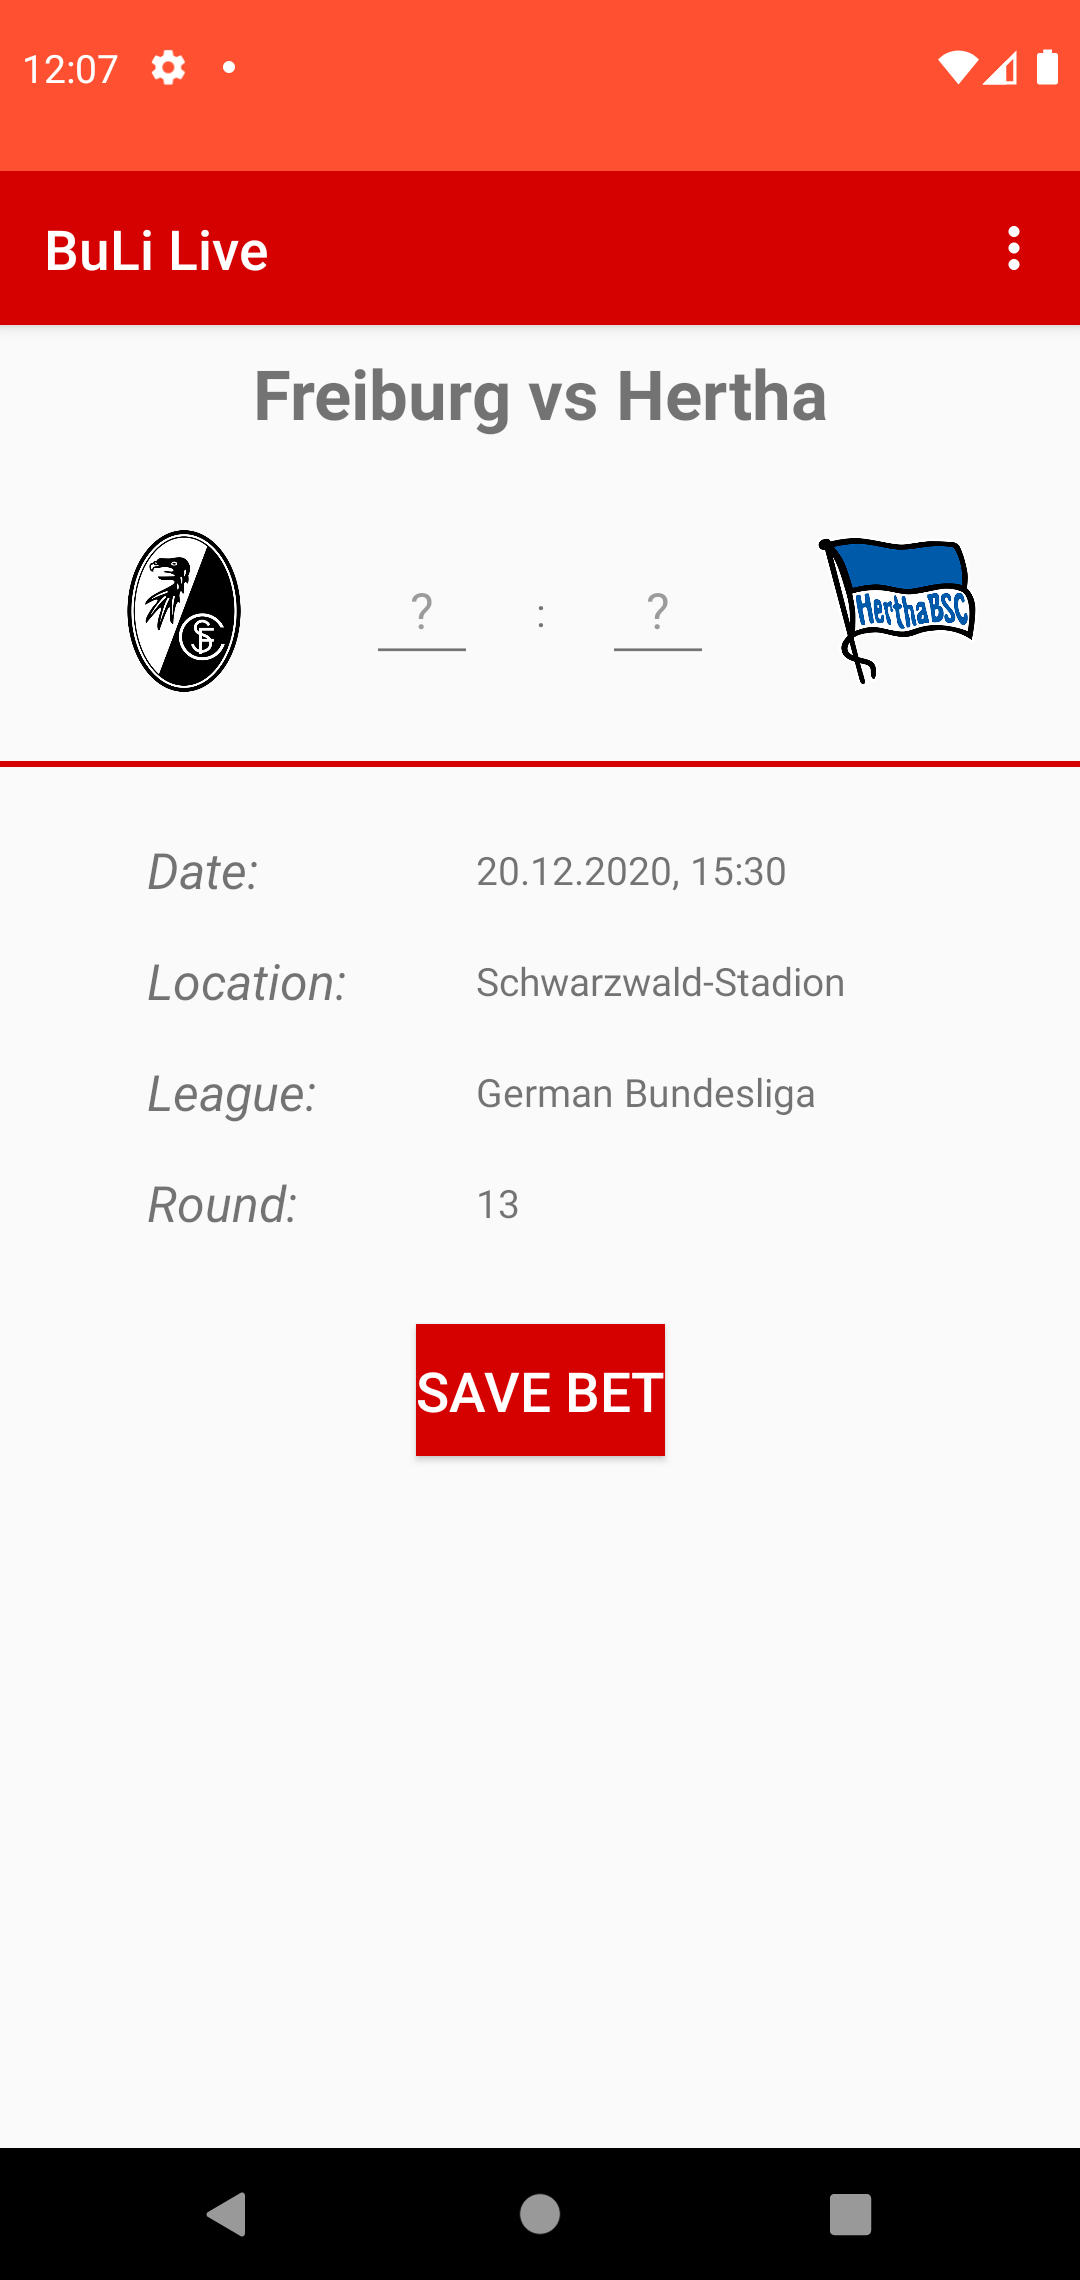 12:07
BuLi Live
Freiburg vs Hertha
SC F
? : ?
HerthaBSC
Date: 20.12.2020, 15:30
Location: Schwarzwald-Stadion
League: German Bundesliga
Round: 13
SAVE BET